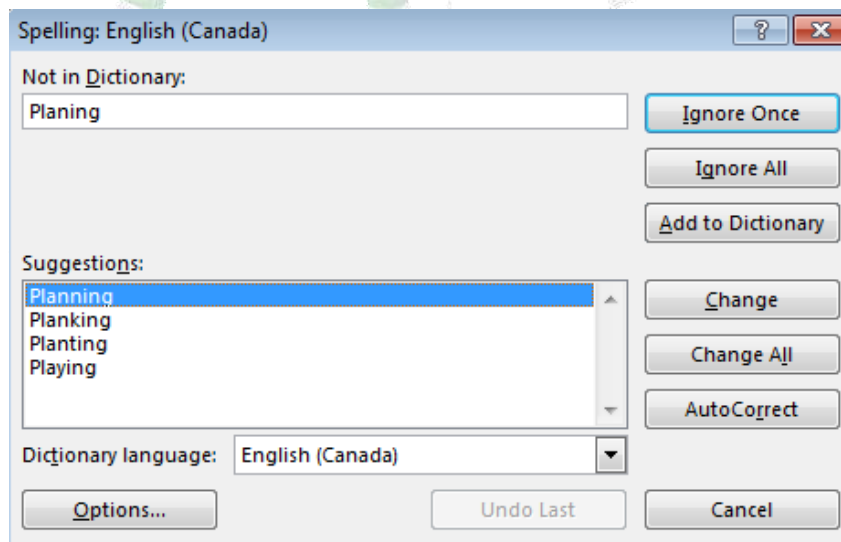 Spelling: English (Canada)
?
X
Not in Dictionary:
Planing
Ignore Once
Ignore All
Add to Dictionary
Suggestions:
Planning
Planking
Planting
Playing
Change
Change All
AutoCorrect
Dictionary language:
English (Canada)
Options...
Undo Last
Cancel